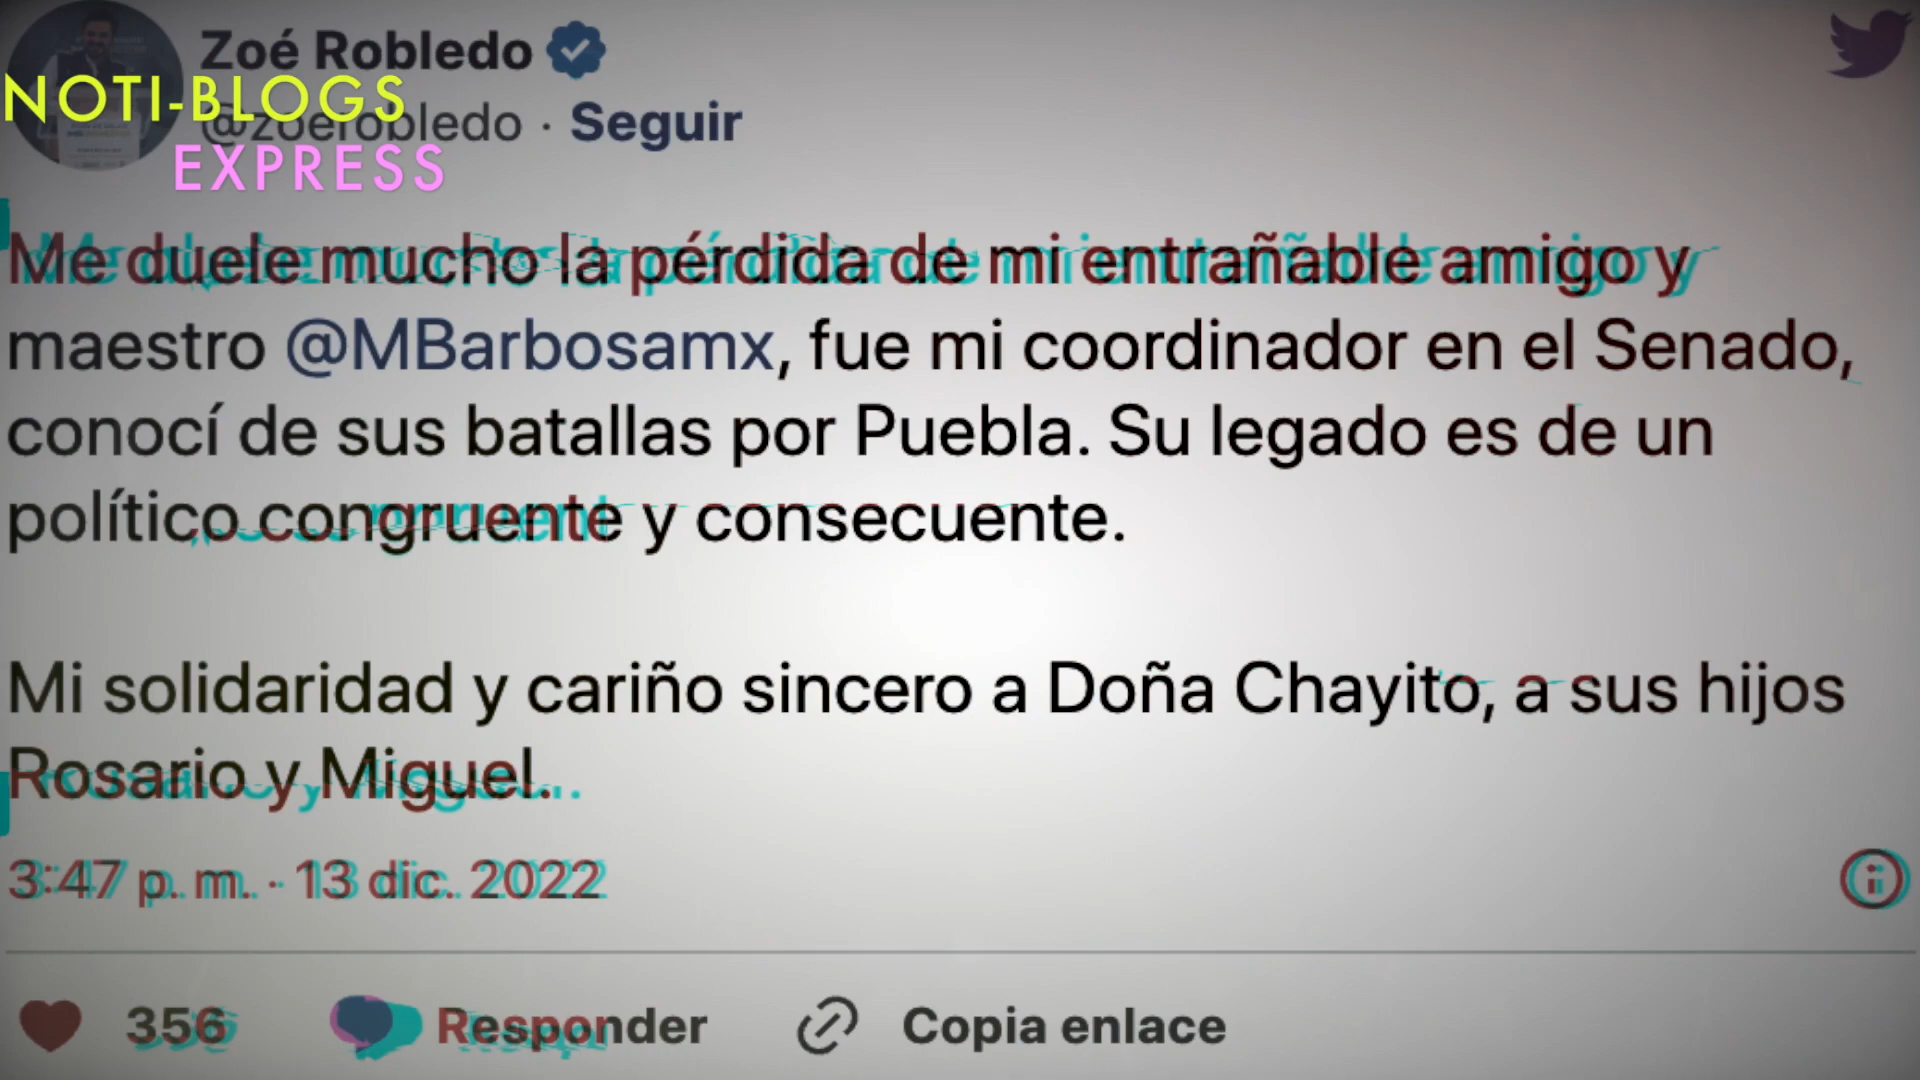 Zoé Robledo
NOTI-BLOGS
@zoerobledo · Seguir
EXPRESS
Me duele mucho la pérdida de mi entrañable amigo y
maestro @MBarbosamx, fue mi coordinador en el Senado,
conocí de sus batallas por Puebla. Su legado es de un
político congruente y consecuente.
Mi solidaridad y cariño sincero a Doña Chayito, a sus hijos
Rosario y Miguel.
3:47 p. m. · 13 dic. 2022
356 Responder Copia enlace